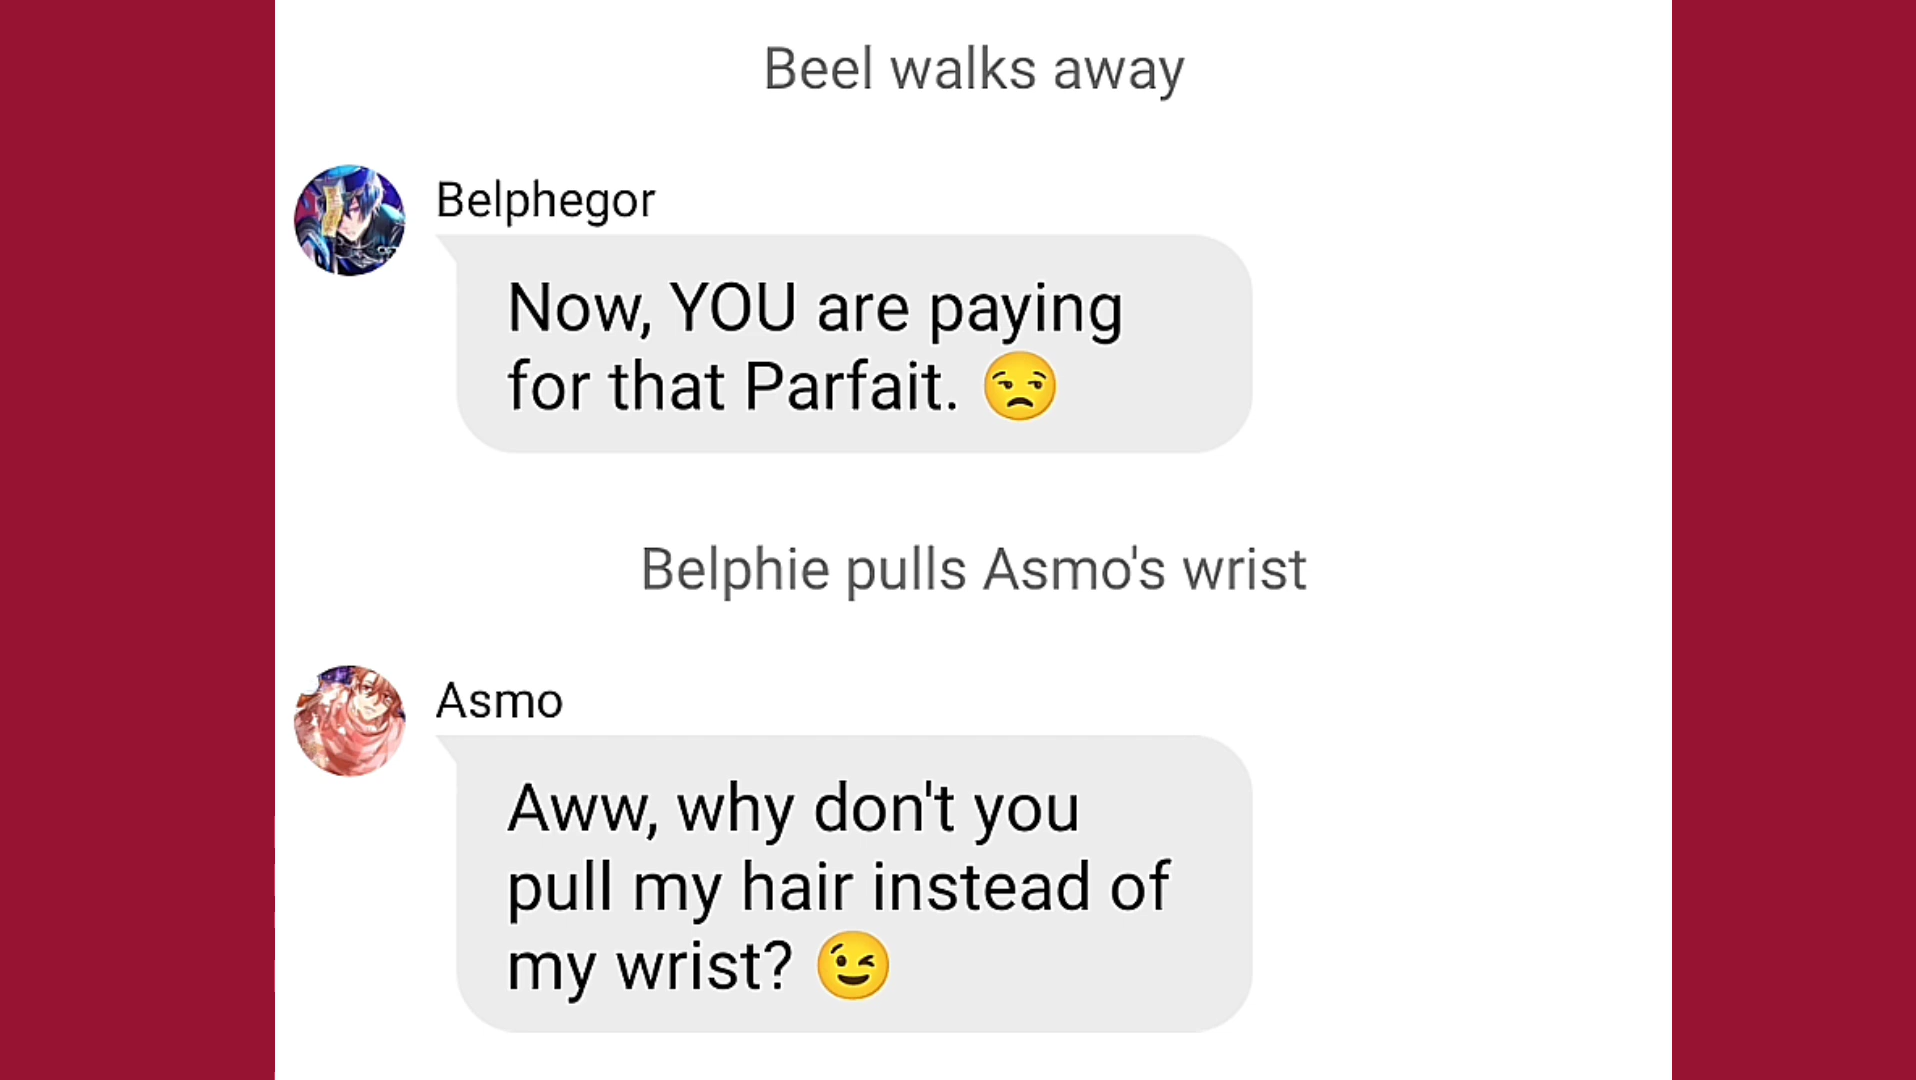 Beel walks away
Belphegor
Now, YOU are paying
for that Parfait. 😒
Belphie pulls Asmo's wrist
Asmo
Aww, why don't you
pull my hair instead of
my wrist? 😉